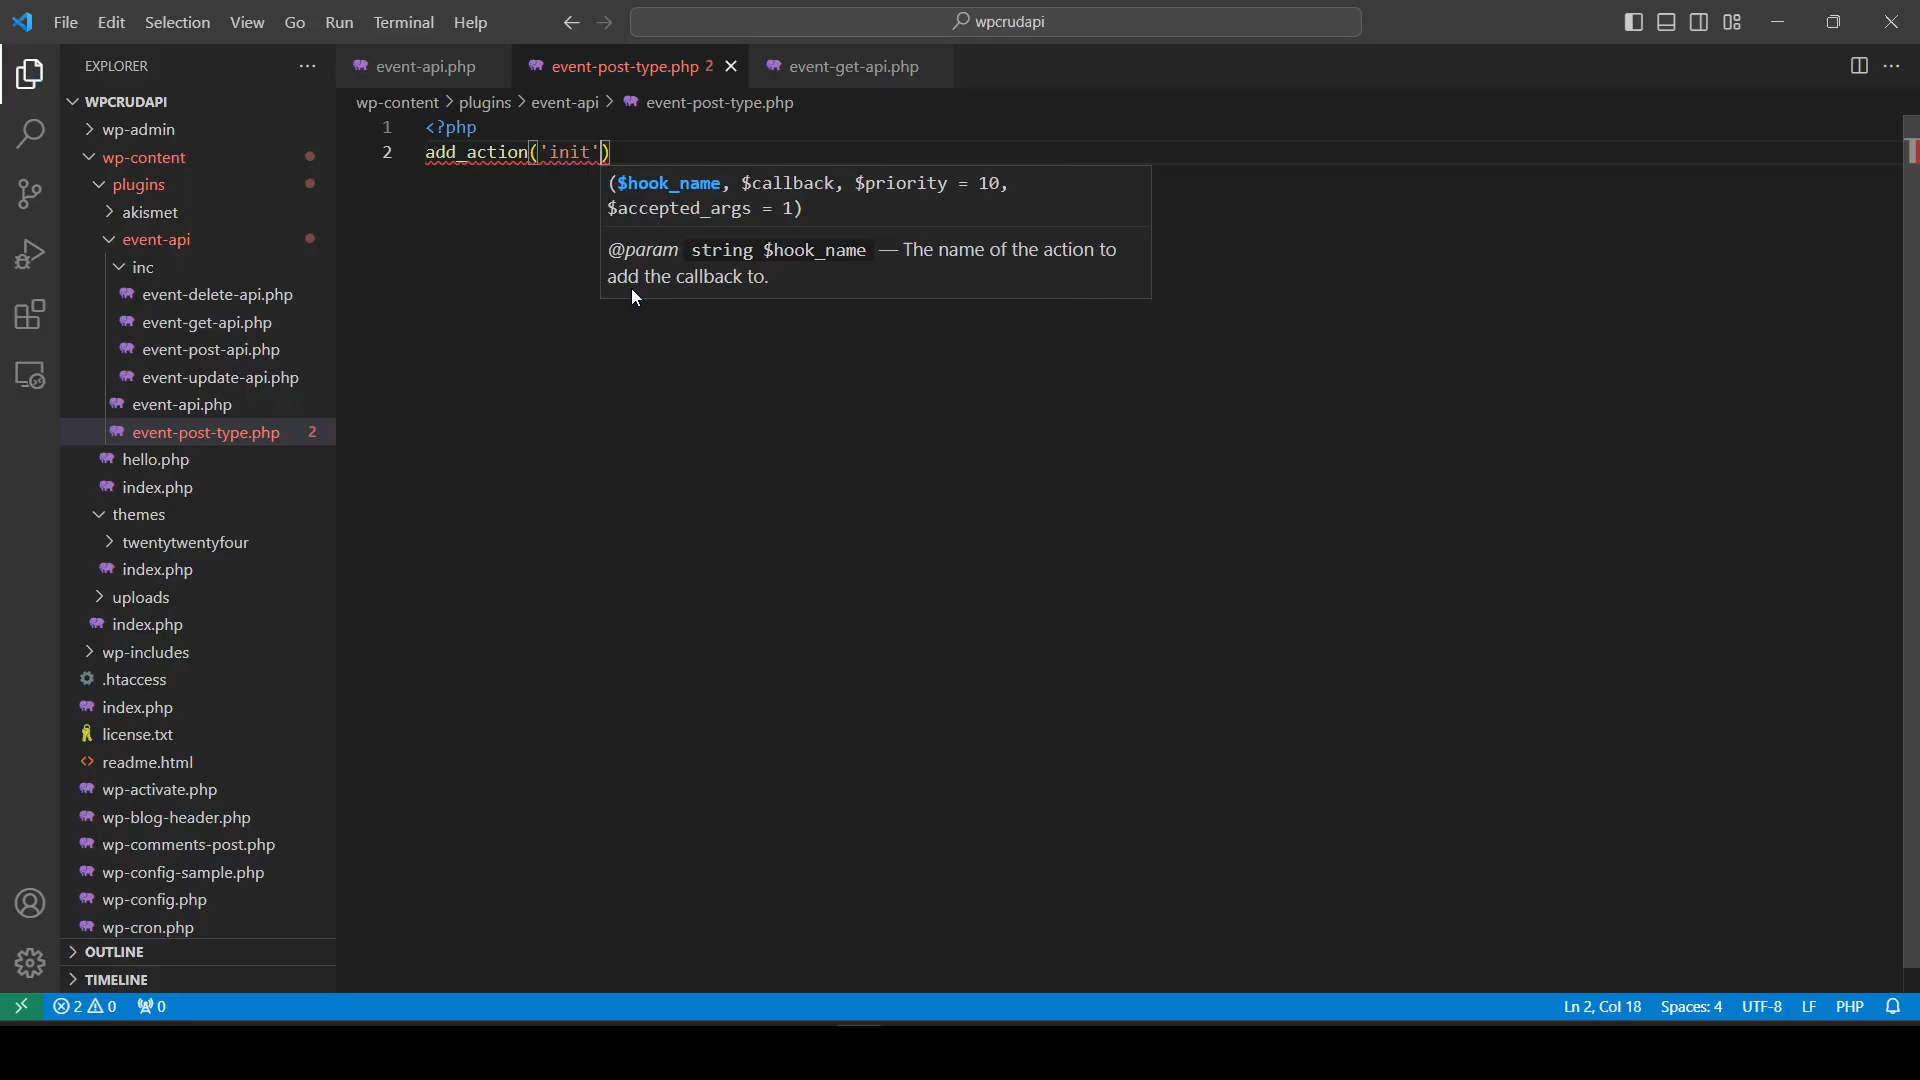 File Edit Selection View Go Run Terminal Help
wpcrudapi
EXPLORER
event-api.php
event-post-type.php 2
event-get-api.php
WPCRUDAPI
wp-content > plugins > event-api > event-post-type.php
wp-admin
wp-content
plugins
akismet
event-api
inc
event-delete-api.php
event-get-api.php
event-post-api.php
event-update-api.php
event-api.php
event-post-type.php 2
hello.php
index.php
themes
twentytwentyfour
index.php
uploads
index.php
wp-includes
.htaccess
index.php
license.txt
readme.html
wp-activate.php
wp-blog-header.php
wp-comments-post.php
wp-config-sample.php
wp-config.php
wp-cron.php
OUTLINE
TIMELINE
1 <?php
2 add_action('init')
($hook_name, $callback, $priority = 10,
$accepted_args = 1)
@param string $hook_name — The name of the action to
add the callback to.
2 0 0
Ln 2, Col 18 Spaces: 4 UTF-8 LF PHP